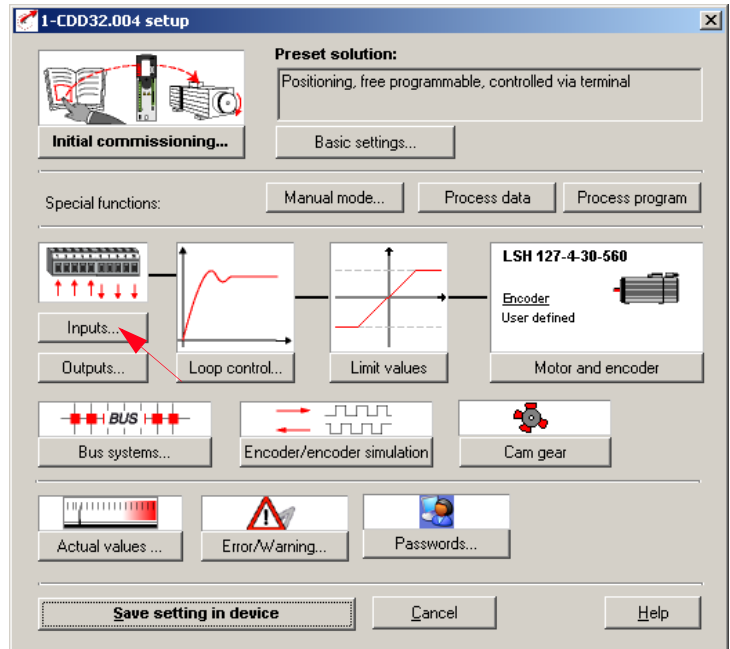 1-CDD32.004 setup
Preset solution:
Positioning, free programmable, controlled via terminal
Initial commissioning...
Basic settings...
Special functions:
Manual mode...
Process data
Process program
LSH 127-4-30-560
Encoder
User defined
Inputs...
Outputs...
Loop control...
Limit values
Motor and encoder
BUS
Bus systems...
Encoder/encoder simulation
Cam gear
Actual values ...
Error/Warning...
Passwords...
Save setting in device
Cancel
Help